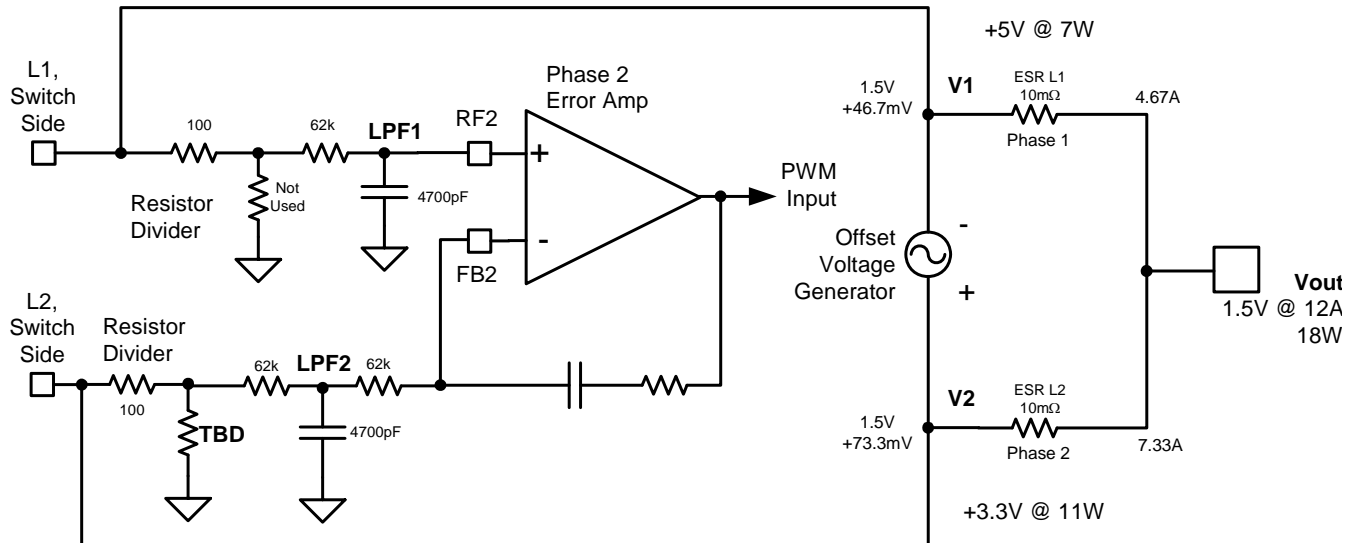 +5V @ 7W
L1,
Switch
Side
100
62k
LPF1
RF2
Phase 2
Error Amp
1.5V
+46.7mV
V1
ESR L1
10mΩ
4.67A
Phase 1
+
Not
Used
4700pF
Resistor
Divider
PWM
Input
-
FB2
Offset
Voltage
Generator
-
+
Vout
1.5V @ 12A
18W
L2,
Switch
Side
Resistor
Divider
100
62k
LPF2
62k
TBD
4700pF
1.5V
+73.3mV
V2
ESR L2
10mΩ
7.33A
Phase 2
+3.3V @ 11W